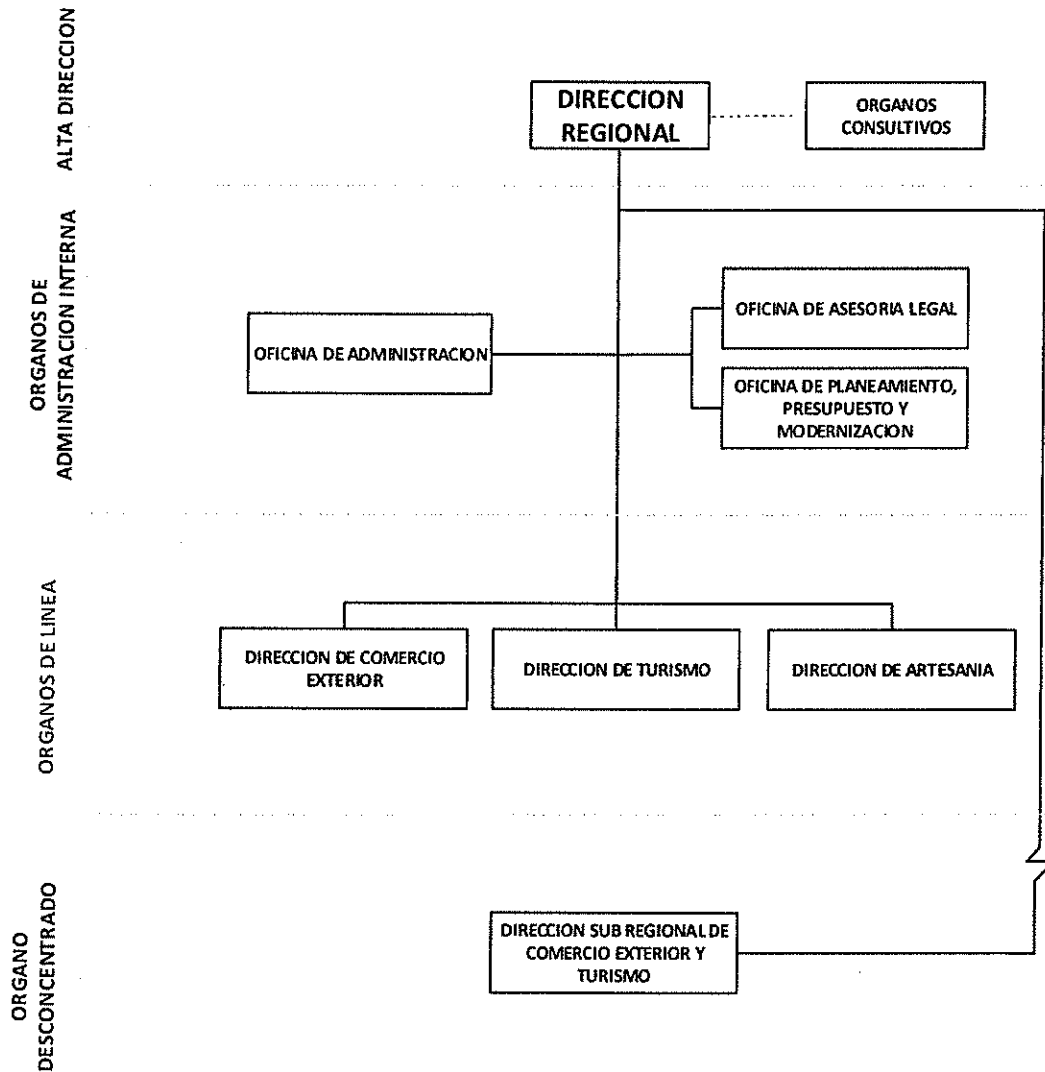 ALTA DIRECCION
DIRECCION
REGIONAL
ORGANOS
CONSULTIVOS
ORGANOS DE
ADMINISTRACION INTERNA
OFICINA DE ADMINISTRACION
OFICINA DE ASESORIA LEGAL
OFICINA DE PLANEAMIENTO,
PRESUPUESTO Y
MODERNIZACION
ORGANOS DE LINEA
DIRECCION DE COMERCIO
EXTERIOR
DIRECCION DE TURISMO
DIRECCION DE ARTESANIA
ORGANO
DESCONCENTRADO
DIRECCION SUB REGIONAL DE
COMERCIO EXTERIOR Y
TURISMO